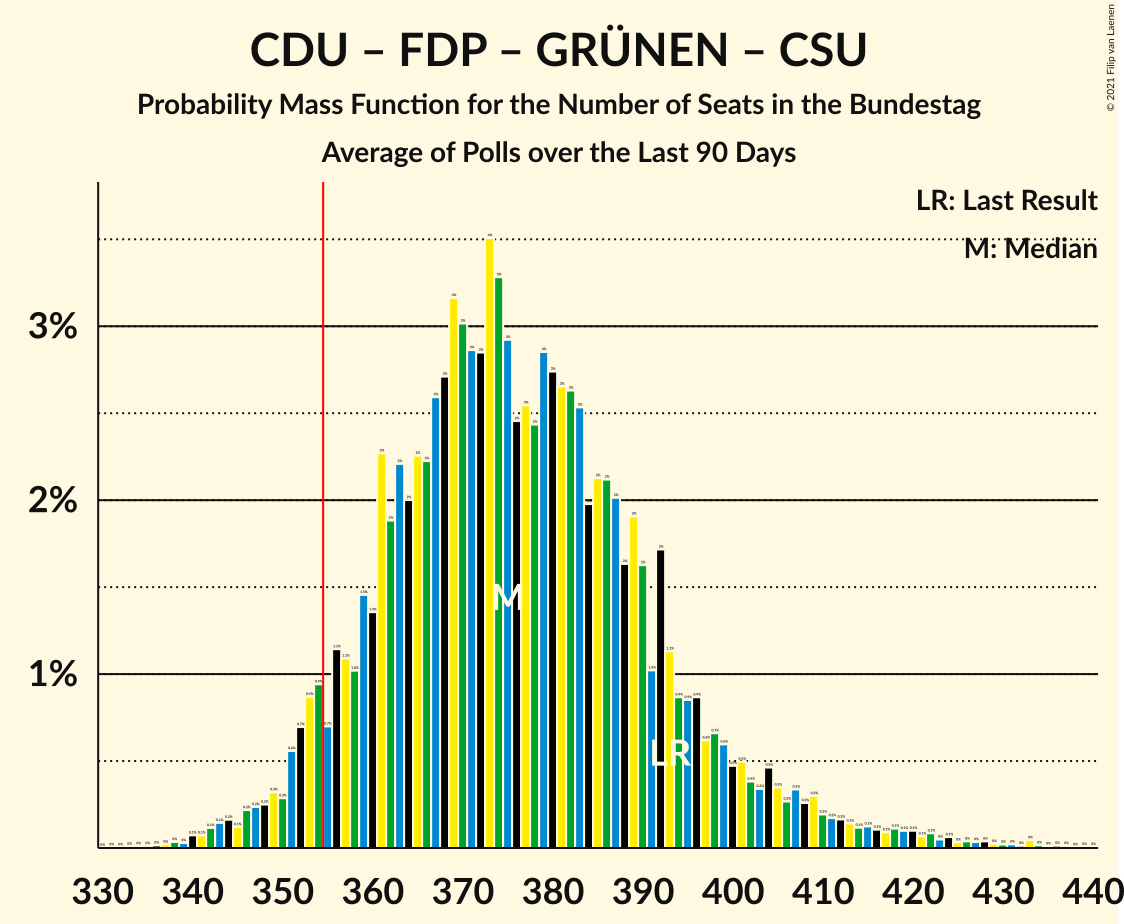 CDU – FDP – GRÜNEN – CSU
Probability Mass Function for the Number of Seats in the Bundestag
Average of Polls over the Last 90 Days
© 2021 Filip van Laenen
LR: Last Result
M: Median
3%
2%
1%
M
LR
330 340 350 360 370 380 390 400 410 420 430 440